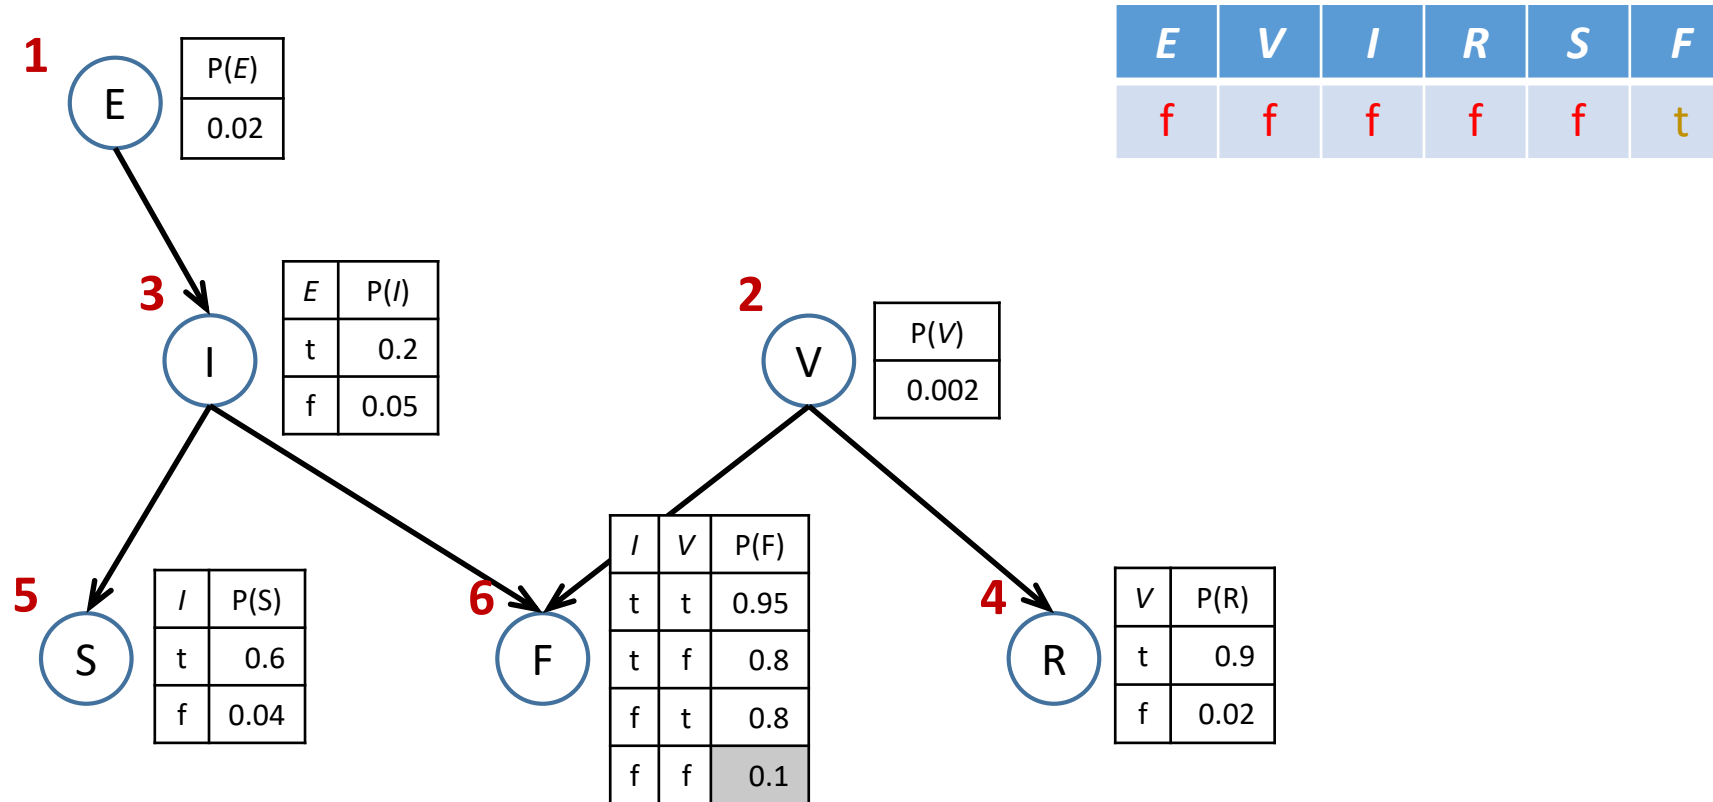 E V I R S F
f f f f f t
1
E
P(E)
0.02
3
I
E P(I)
t 0.2
f 0.05
2
V
P(V)
0.002
5
S
I P(S)
t 0.6
f 0.04
6
F
I V P(F)
t t 0.95
t f 0.8
f t 0.8
f f 0.1
4
R
V P(R)
t 0.9
f 0.02